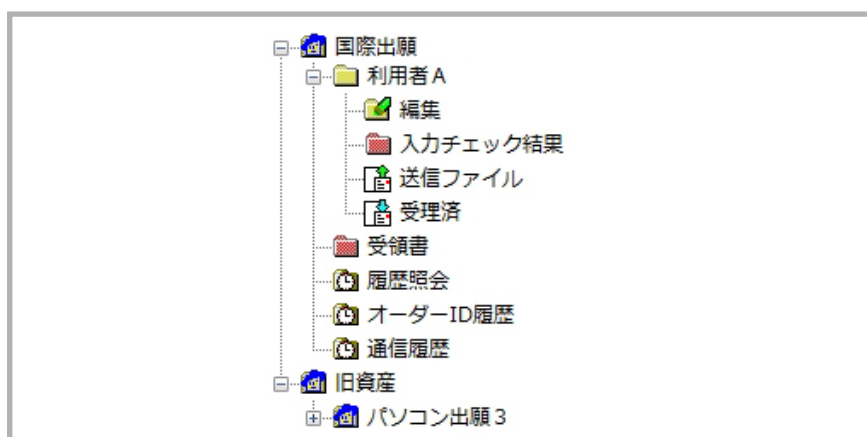 国際出願
利用者A
編集
入力チェック結果
送信ファイル
受理済
受領書
履歴照会
オーダーID履歴
通信履歴
旧資産
パソコン出願3